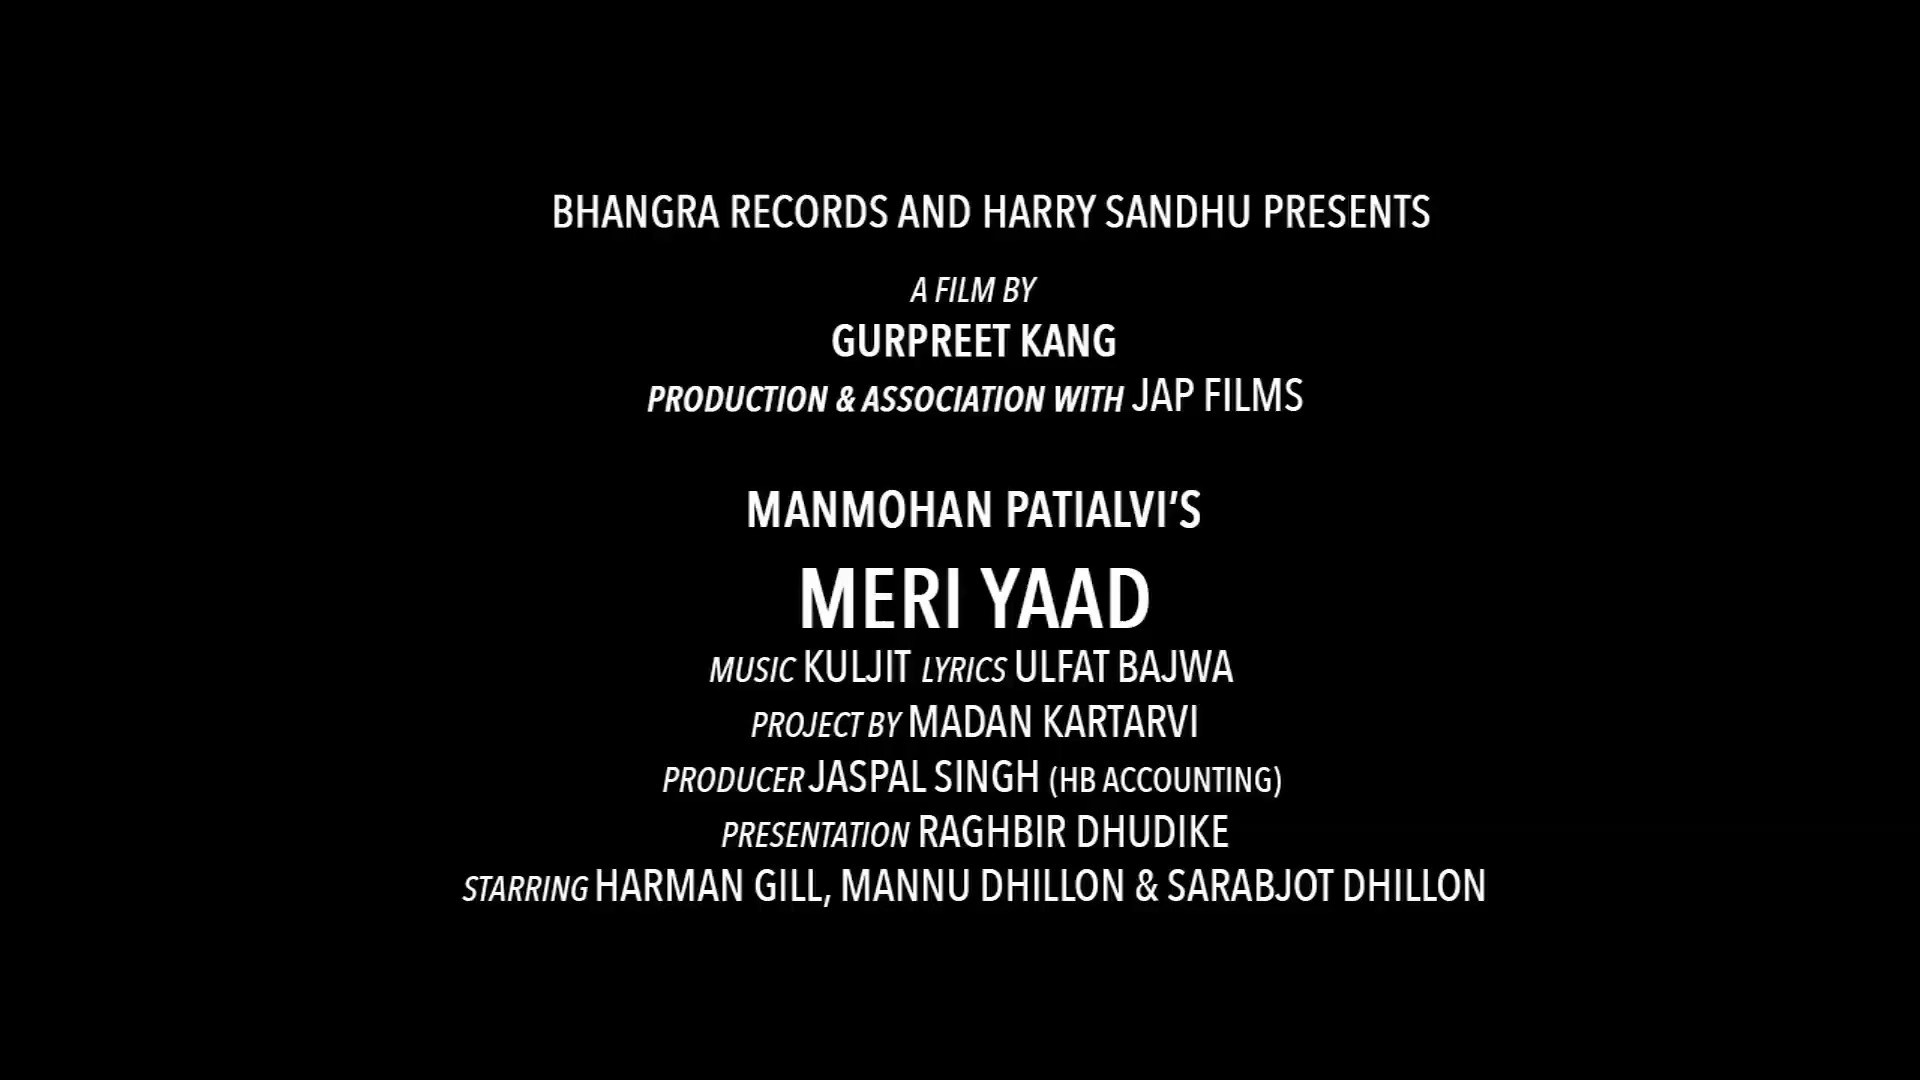 BHANGRA RECORDS AND HARRY SANDHU PRESENTS
A FILM BY
GURPREET KANG
PRODUCTION & ASSOCIATION WITH JAP FILMS
MANMOHAN PATIALVI'S
MERI YAAD
MUSIC KULJIT LYRICS ULFAT BAJWA
PROJECT BY MADAN KARTARVI
PRODUCER JASPAL SINGH (HB ACCOUNTING)
PRESENTATION RAGHBIR DHUDIKE
STARRING HARMAN GILL, MANNU DHILLON & SARABJOT DHILLON